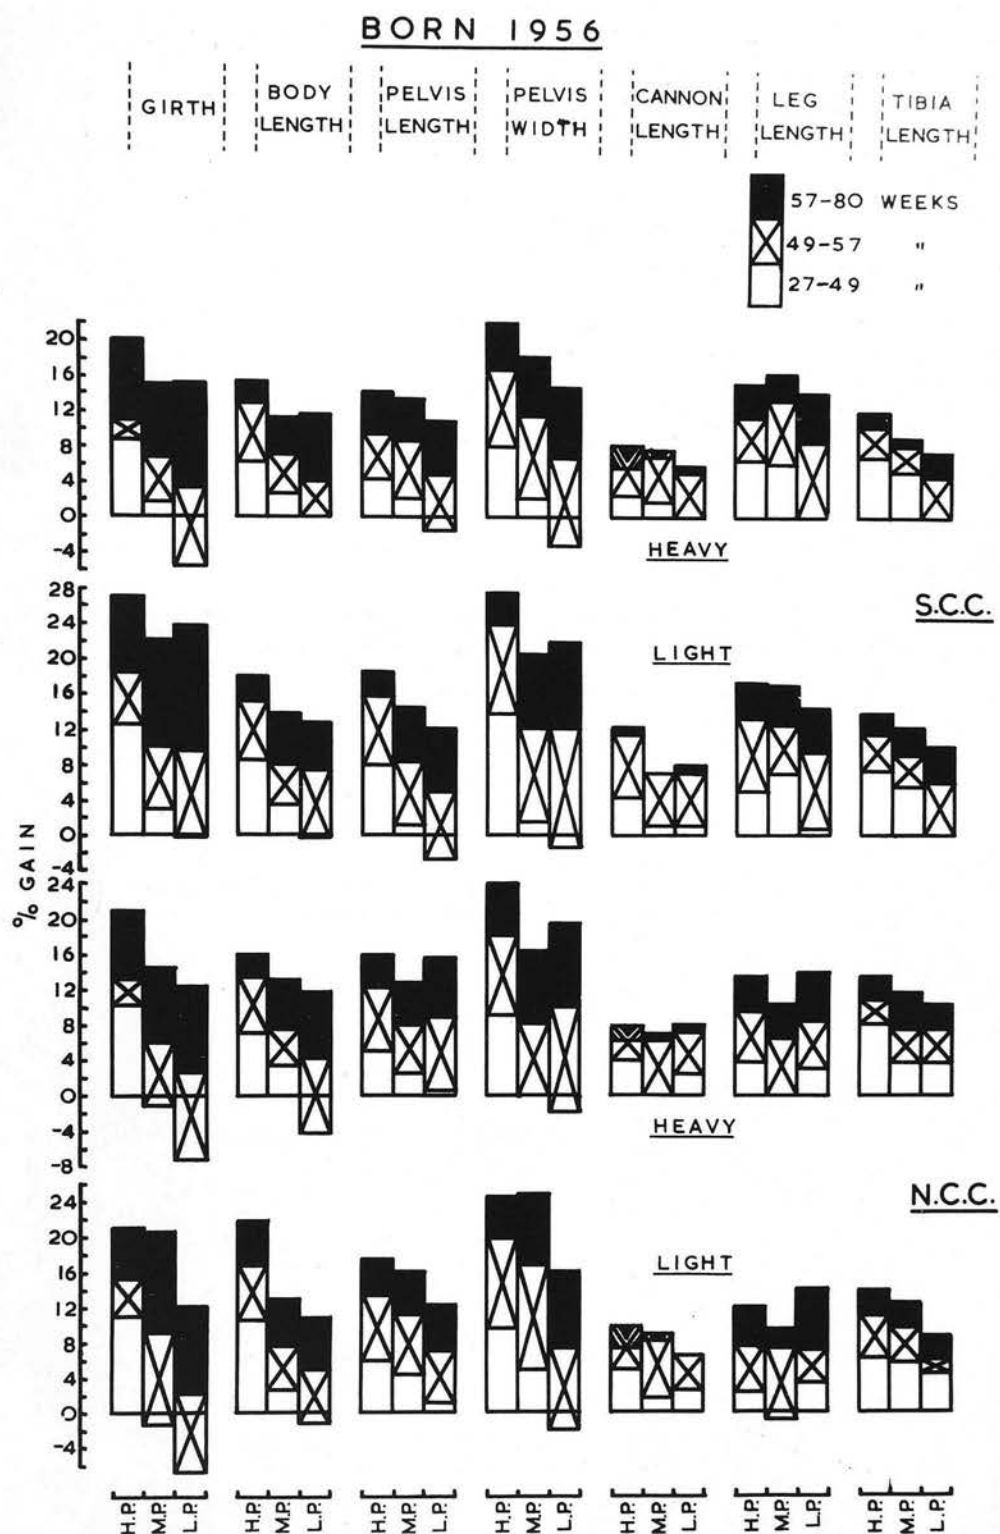 BORN 1956
GIRTH
BODY
LENGTH
PELVIS
LENGTH
PELVIS
WIDTH
CANNON
LENGTH
LEG
LENGTH
TIBIA
LENGTH
57-80 WEEKS
49-57 "
27-49 "
20
16
12
8
4
0
-4
HEAVY
S.C.C.
28
24
20
16
12
8
4
0
-4
LIGHT
% GAIN
24
20
16
12
8
4
0
-4
-8
HEAVY
N.C.C.
24
20
16
12
8
4
0
-4
LIGHT
H.P. M.P. L.P. H.P. M.P. L.P. H.P. M.P. L.P. H.P. M.P. L.P. H.P. M.P. L.P. H.P. M.P. L.P. H.P. M.P. L.P.